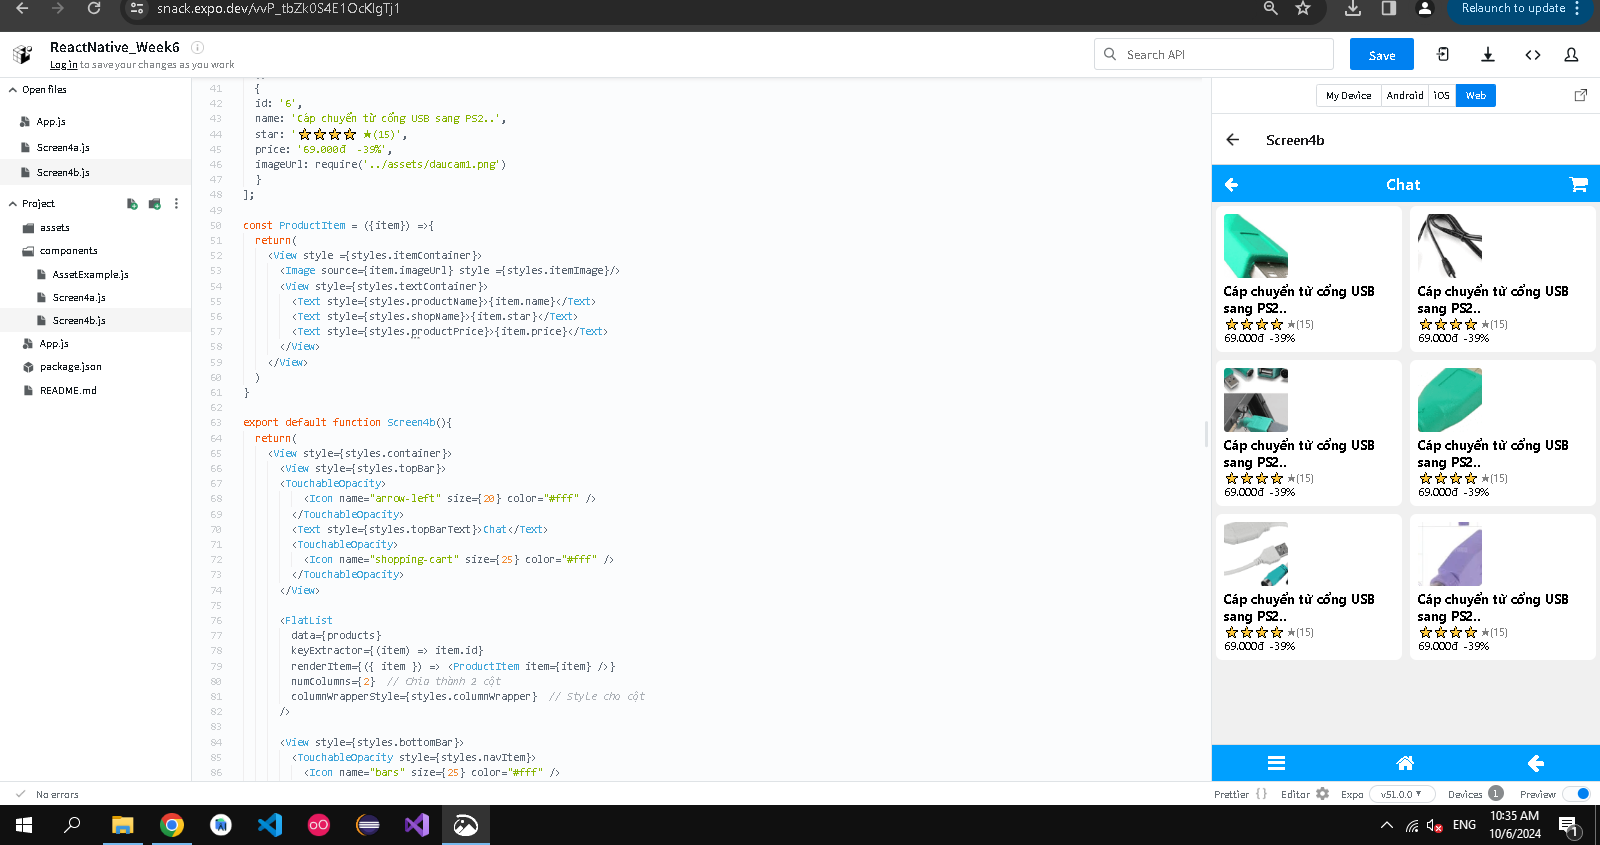 snack.expo.dev/vvP_tbZk0S4E1OcKIgTj1
Relaunch to update
ReactNative_Week6
Log in to save your changes as you work
Search API
Save
Open files
App.js
Screen4a.js
Screen4b.js
Project
assets
components
AssetExample.js
Screen4a.js
Screen4b.js
App.js
package.json
README.md
41 {
42 id: '6',
43 name: 'Cáp chuyển từ cổng USB sang PS2..',
44 star: '⭐⭐⭐⭐ ★(15)',
45 price: '69.000đ  -39%',
46 imageUrl: require('../assets/daucam1.png')
47 }
48 ];
49
50 const ProductItem = ({item}) =>{
51 return(
52 <View style ={styles.itemContainer}>
53 <Image source={item.imageUrl} style ={styles.itemImage}/>
54 <View style={styles.textContainer}>
55 <Text style={styles.productName}>{item.name}</Text>
56 <Text style={styles.shopName}>{item.star}</Text>
57 <Text style={styles.productPrice}>{item.price}</Text>
58 </View>
59 </View>
60 )
61 }
62
63 export default function Screen4b(){
64 return(
65 <View style={styles.container}>
66 <View style={styles.topBar}>
67 <TouchableOpacity>
68 <Icon name="arrow-left" size={20} color="#fff" />
69 </TouchableOpacity>
70 <Text style={styles.topBarText}>Chat</Text>
71 <TouchableOpacity>
72 <Icon name="shopping-cart" size={25} color="#fff" />
73 </TouchableOpacity>
74 </View>
75
76 <FlatList
77 data={products}
78 keyExtractor={(item) => item.id}
79 renderItem={({ item }) => <ProductItem item={item} />}
80 numColumns={2}  // Chia thành 2 cột
81 columnWrapperStyle={styles.columnWrapper}  // Style cho cột
82 />
83
84 <View style={styles.bottomBar}>
85 <TouchableOpacity style={styles.navItem}>
86 <Icon name="bars" size={25} color="#fff" />
My Device Android iOS Web
Screen4b
Chat
Cáp chuyển từ cổng USB
sang PS2..
⭐⭐⭐⭐ ★(15)
69.000đ -39%
Cáp chuyển từ cổng USB
sang PS2..
⭐⭐⭐⭐ ★(15)
69.000đ -39%
Cáp chuyển từ cổng USB
sang PS2..
⭐⭐⭐⭐ ★(15)
69.000đ -39%
Cáp chuyển từ cổng USB
sang PS2..
⭐⭐⭐⭐ ★(15)
69.000đ -39%
Cáp chuyển từ cổng USB
sang PS2..
⭐⭐⭐⭐ ★(15)
69.000đ -39%
Cáp chuyển từ cổng USB
sang PS2..
⭐⭐⭐⭐ ★(15)
69.000đ -39%
No errors
Prettier { } Editor Expo v51.0.0 ▼ Devices 1 Preview
ENG
10:35 AM
10/6/2024
1